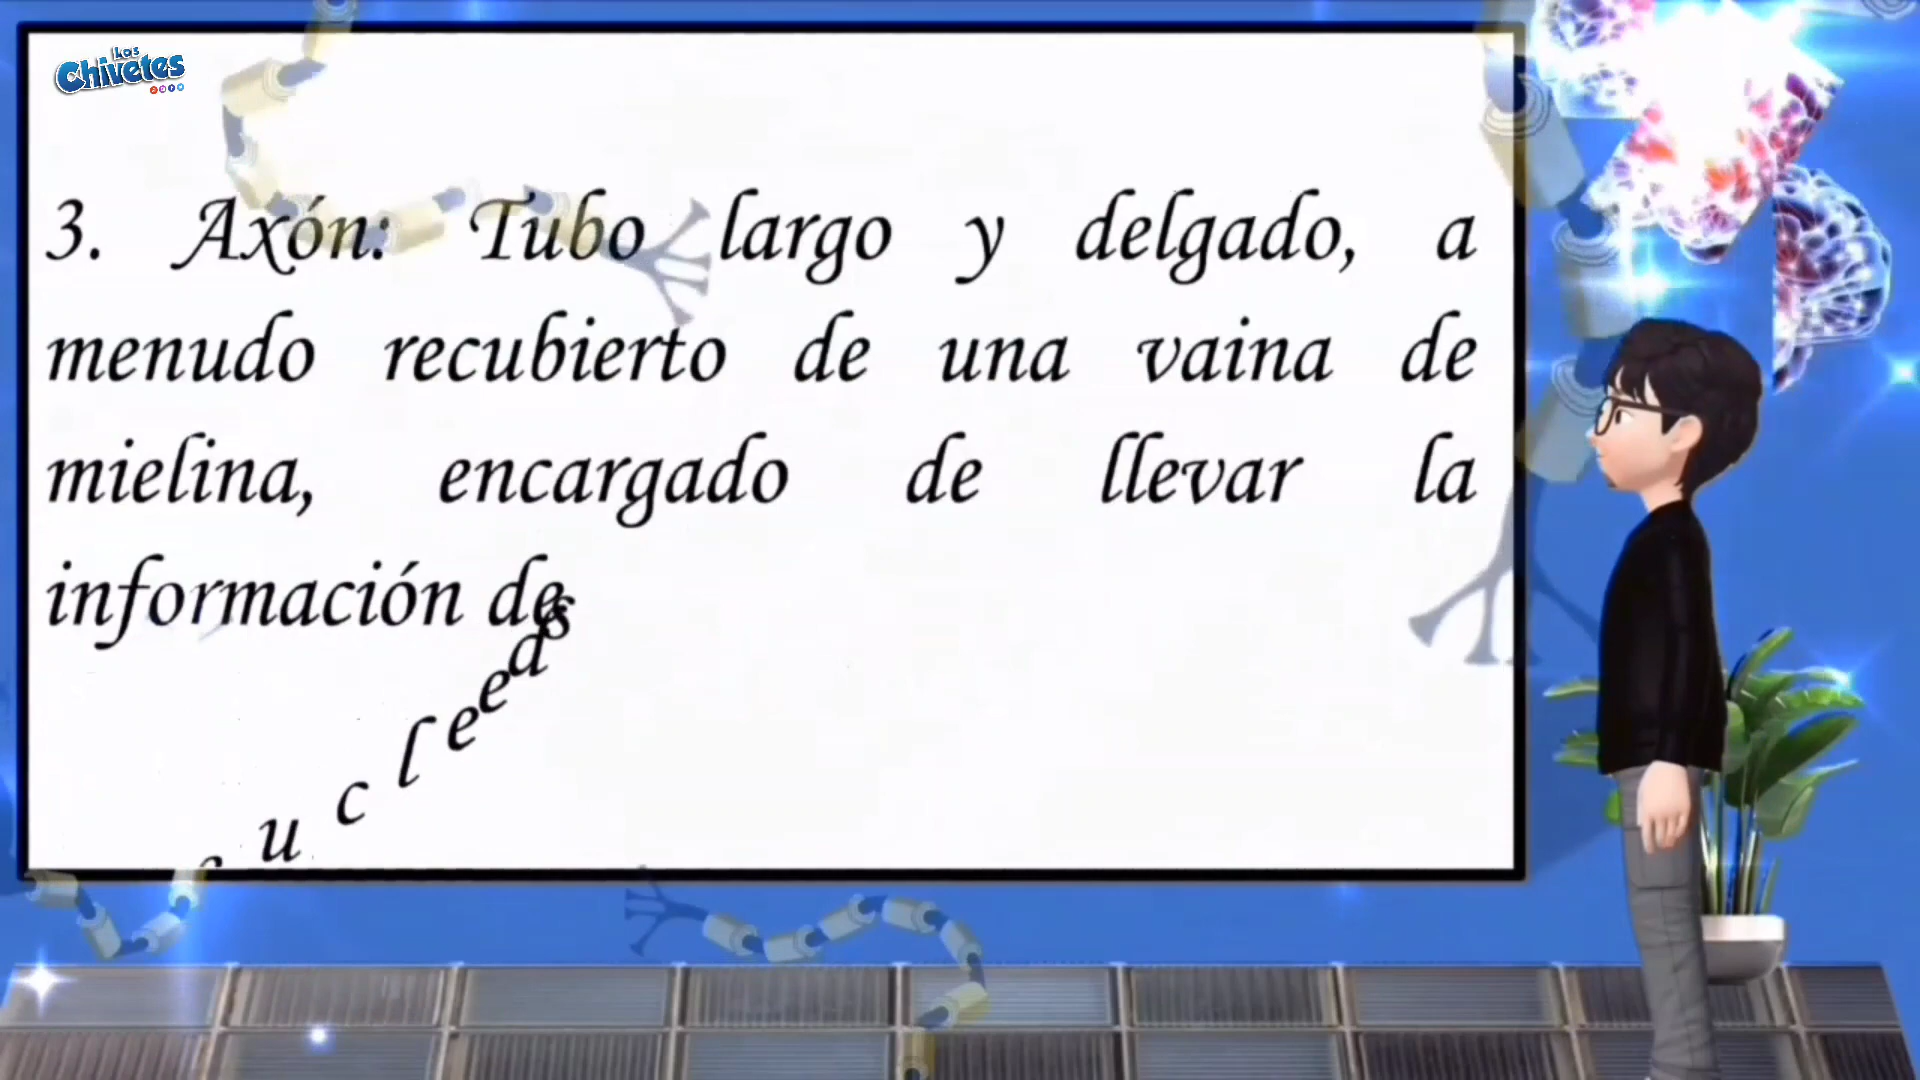 Los
Chivetes
3. Axón: Tubo largo y delgado, a
menudo recubierto de una vaina de
mielina, encargado de llevar la
información des
d
e
e
l
c
u